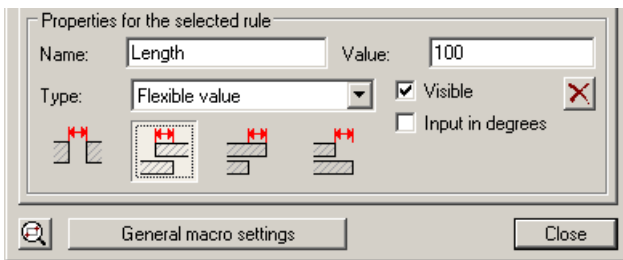 Properties for the selected rule
Name: Length Value: 100
Type: Flexible value Visible
Input in degrees
General macro settings Close